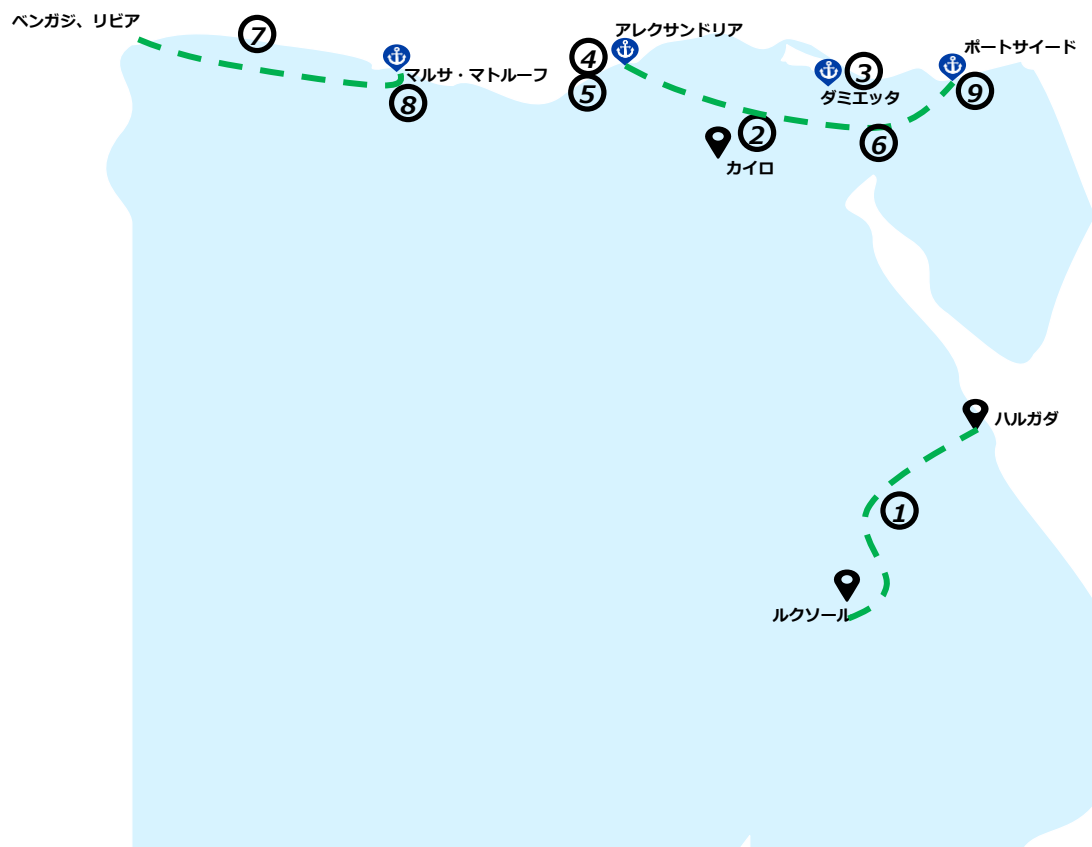 ベンガジ、リビア
7
マルサ・マトルーフ
8
アレクサンドリア
4
5
3
ダミエッタ
ポートサイード
9
2
6
カイロ
ハルガダ
1
ルクソール